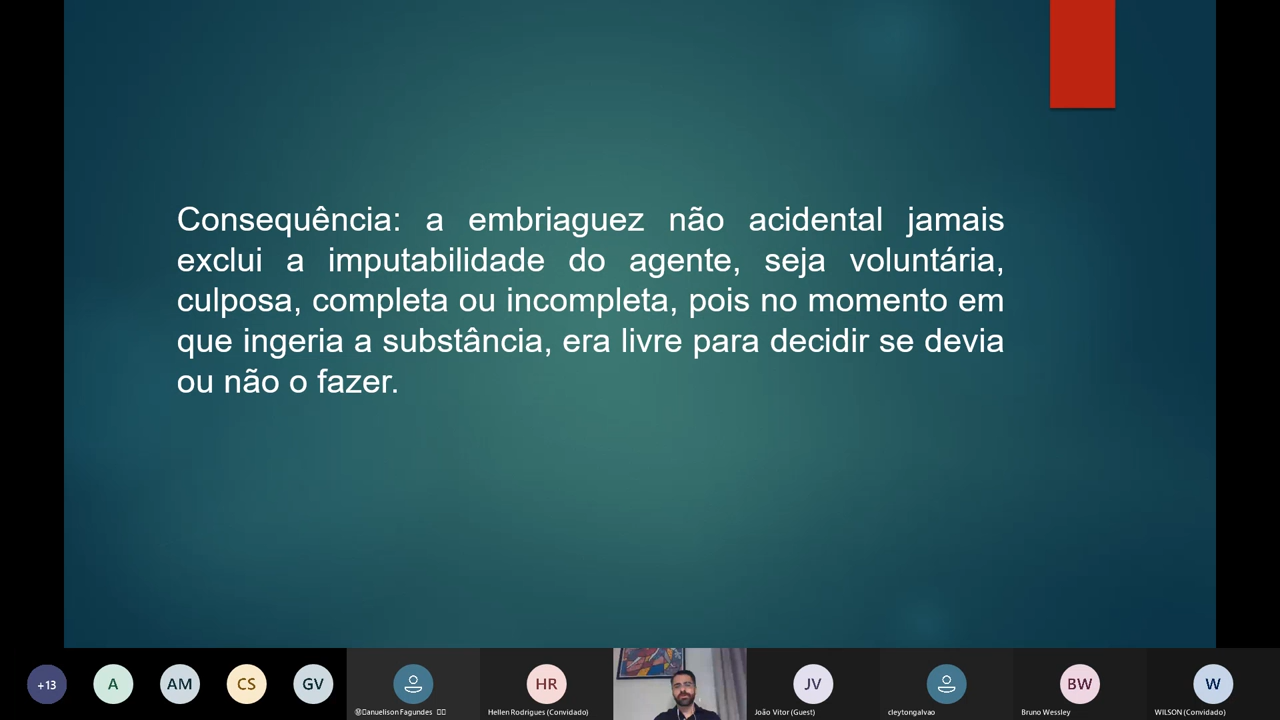 Consequência: a embriaguez não acidental jamais
exclui a imputabilidade do agente, seja voluntária,
culposa, completa ou incompleta, pois no momento em
que ingeria a substância, era livre para decidir se devia
ou não o fazer.
+13
A
AM
CS
GV
HR
JV
BW
W
anuelison Fagundes
Hellen Rodrigues (Convidado)
João Vitor (Guest)
cleytongalvao
Bruno Wessley
WILSON (Convidado)